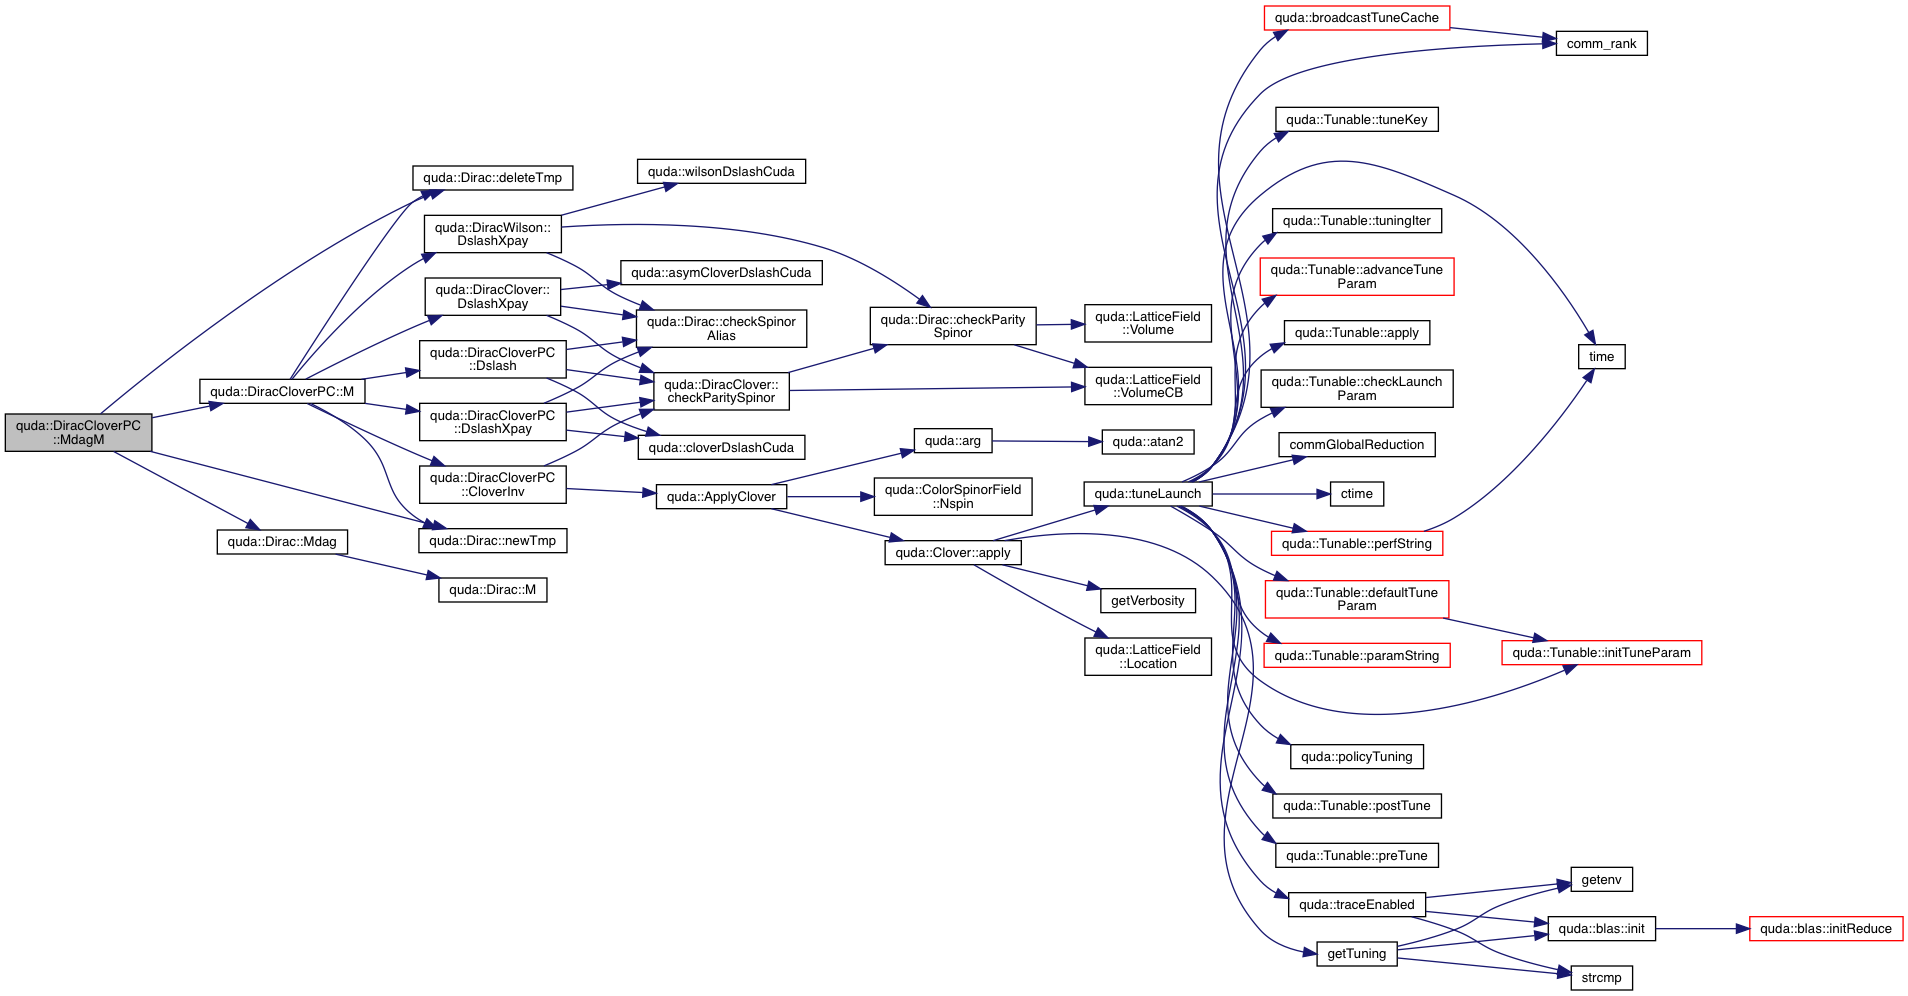 quda::DiracCloverPC
::MdagM
quda::DiracCloverPC::M
quda::Dirac::Mdag
quda::Dirac::deleteTmp
quda::DiracWilson::
DslashXpay
quda::DiracClover::
DslashXpay
quda::DiracCloverPC
::Dslash
quda::DiracCloverPC
::DslashXpay
quda::DiracCloverPC
::CloverInv
quda::Dirac::newTmp
quda::Dirac::M
quda::wilsonDslashCuda
quda::asymCloverDslashCuda
quda::Dirac::checkSpinor
Alias
quda::DiracClover::
checkParitySpinor
quda::cloverDslashCuda
quda::ApplyClover
quda::Dirac::checkParity
Spinor
quda::arg
quda::ColorSpinorField
::Nspin
quda::Clover::apply
quda::LatticeField
::Volume
quda::LatticeField
::VolumeCB
quda::atan2
quda::tuneLaunch
getVerbosity
quda::LatticeField
::Location
quda::broadcastTuneCache
comm_rank
quda::Tunable::tuneKey
quda::Tunable::tuningIter
quda::Tunable::advanceTune
Param
quda::Tunable::apply
time
quda::Tunable::checkLaunch
Param
commGlobalReduction
ctime
quda::Tunable::perfString
quda::Tunable::defaultTune
Param
quda::Tunable::paramString
quda::Tunable::initTuneParam
quda::policyTuning
quda::Tunable::postTune
quda::Tunable::preTune
quda::traceEnabled
getTuning
getenv
quda::blas::init
strcmp
quda::blas::initReduce